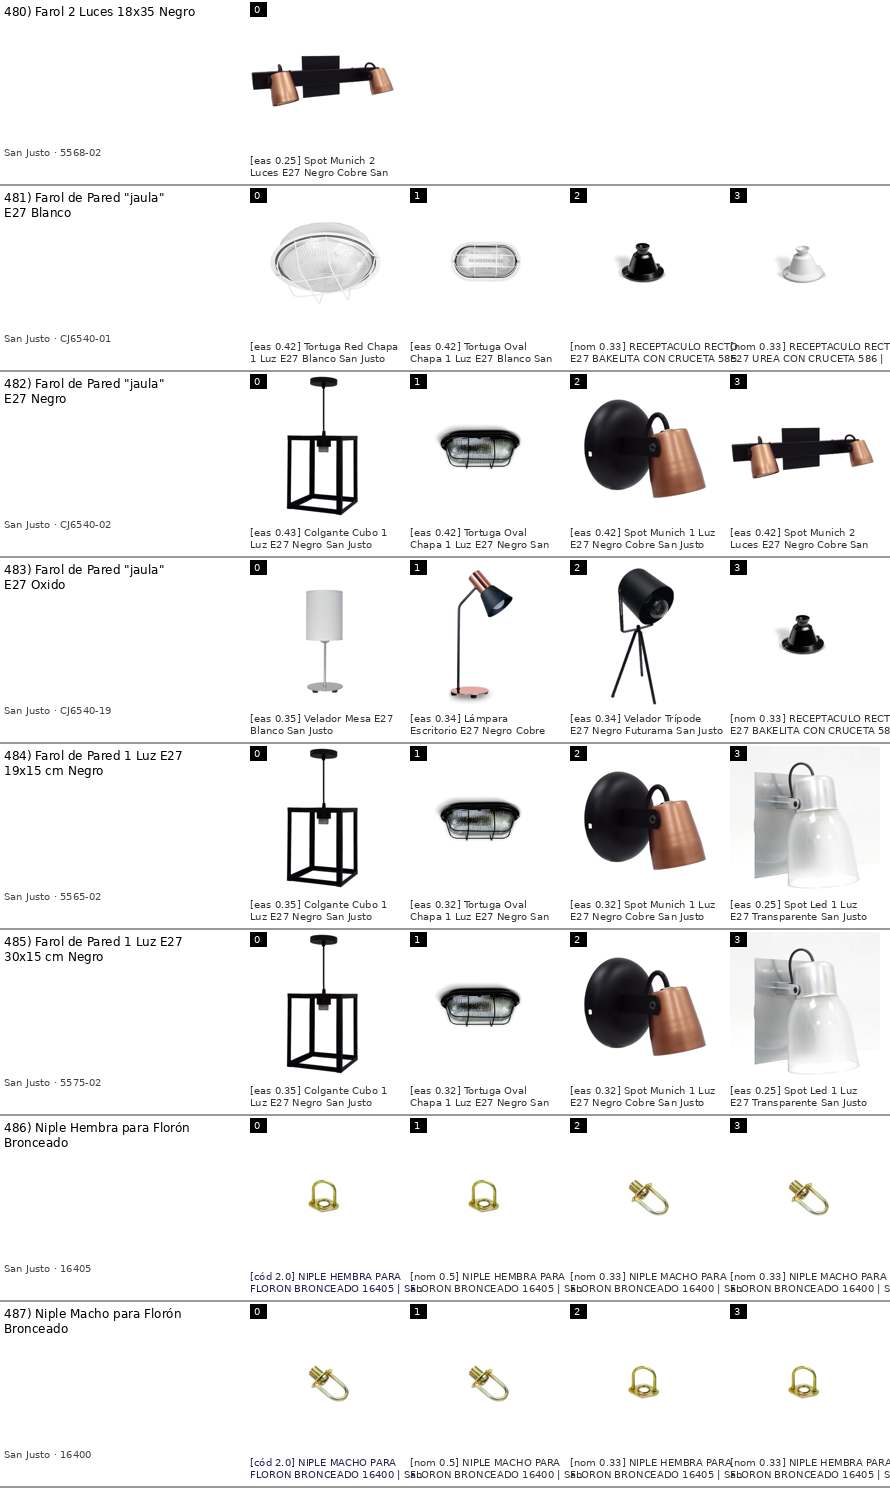 480) Farol 2 Luces 18x35 Negro
0
San Justo · 5568-02
[eas 0.25] Spot Munich 2
Luces E27 Negro Cobre San
481) Farol de Pared "jaula"
E27 Blanco
0 1 2 3
San Justo · CJ6540-01
[eas 0.42] Tortuga Red Chapa
1 Luz E27 Blanco San Justo
[eas 0.42] Tortuga Oval
Chapa 1 Luz E27 Blanco San
[nom 0.33] RECEPTACULO RECTO
E27 BAKELITA CON CRUCETA 585
[nom 0.33] RECEPTACULO RECT
E27 UREA CON CRUCETA 586 |
482) Farol de Pared "jaula"
E27 Negro
0 1 2 3
San Justo · CJ6540-02
[eas 0.43] Colgante Cubo 1
Luz E27 Negro San Justo
[eas 0.42] Tortuga Oval
Chapa 1 Luz E27 Negro San
[eas 0.42] Spot Munich 1 Luz
E27 Negro Cobre San Justo
[eas 0.42] Spot Munich 2
Luces E27 Negro Cobre San
483) Farol de Pared "jaula"
E27 Oxido
0 1 2 3
San Justo · CJ6540-19
[eas 0.35] Velador Mesa E27
Blanco San Justo
[eas 0.34] Lámpara
Escritorio E27 Negro Cobre
[eas 0.34] Velador Trípode
E27 Negro Futurama San Justo
[nom 0.33] RECEPTACULO RECT
E27 BAKELITA CON CRUCETA 58
484) Farol de Pared 1 Luz E27
19x15 cm Negro
0 1 2 3
San Justo · 5565-02
[eas 0.35] Colgante Cubo 1
Luz E27 Negro San Justo
[eas 0.32] Tortuga Oval
Chapa 1 Luz E27 Negro San
[eas 0.32] Spot Munich 1 Luz
E27 Negro Cobre San Justo
[eas 0.25] Spot Led 1 Luz
E27 Transparente San Justo
485) Farol de Pared 1 Luz E27
30x15 cm Negro
0 1 2 3
San Justo · 5575-02
[eas 0.35] Colgante Cubo 1
Luz E27 Negro San Justo
[eas 0.32] Tortuga Oval
Chapa 1 Luz E27 Negro San
[eas 0.32] Spot Munich 1 Luz
E27 Negro Cobre San Justo
[eas 0.25] Spot Led 1 Luz
E27 Transparente San Justo
486) Niple Hembra para Florón
Bronceado
0 1 2 3
San Justo · 16405
[cód 2.0] NIPLE HEMBRA PARA
FLORON BRONCEADO 16405 | San
[nom 0.5] NIPLE HEMBRA PARA
FLORON BRONCEADO 16405 | San
[nom 0.33] NIPLE MACHO PARA
FLORON BRONCEADO 16400 | San
[nom 0.33] NIPLE MACHO PARA
FLORON BRONCEADO 16400 | S
487) Niple Macho para Florón
Bronceado
0 1 2 3
San Justo · 16400
[cód 2.0] NIPLE MACHO PARA
FLORON BRONCEADO 16400 | San
[nom 0.5] NIPLE MACHO PARA
FLORON BRONCEADO 16400 | San
[nom 0.33] NIPLE HEMBRA PARA
FLORON BRONCEADO 16405 | San
[nom 0.33] NIPLE HEMBRA PARA
FLORON BRONCEADO 16405 | S